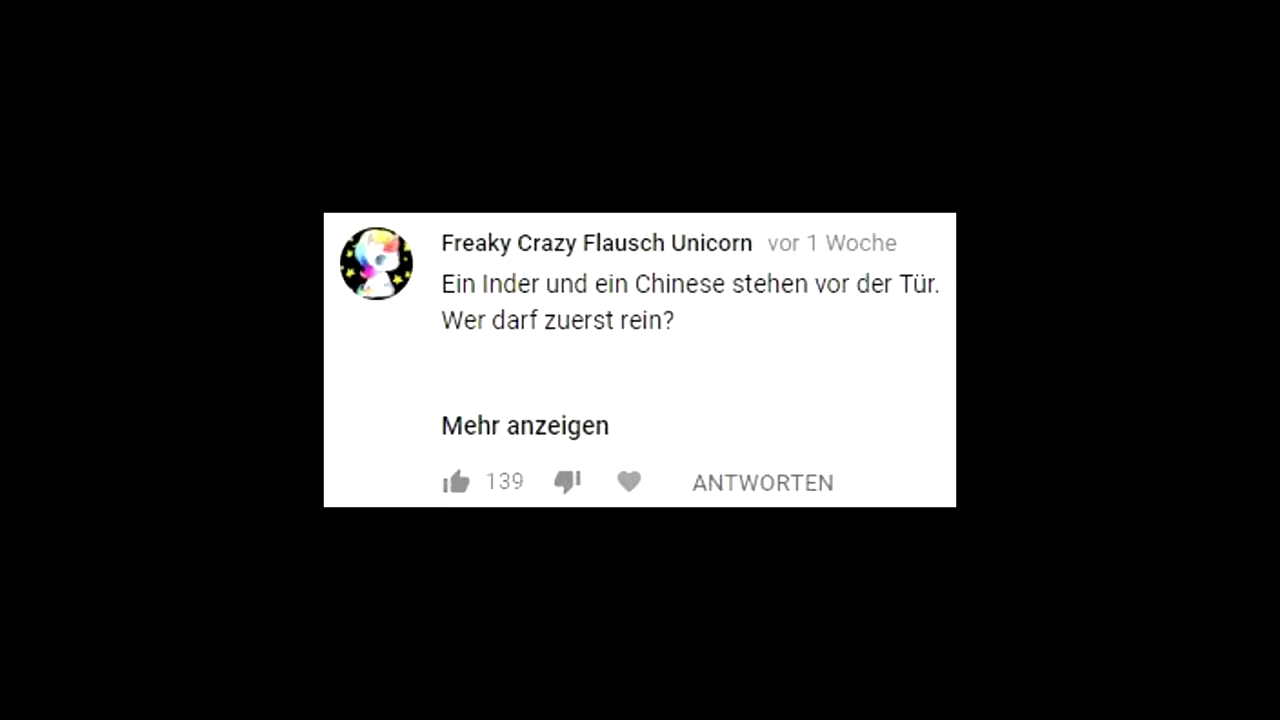 Freaky Crazy Flausch Unicorn vor 1 Woche
Ein Inder und ein Chinese stehen vor der Tür.
Wer darf zuerst rein?
Mehr anzeigen
139 ANTWORTEN